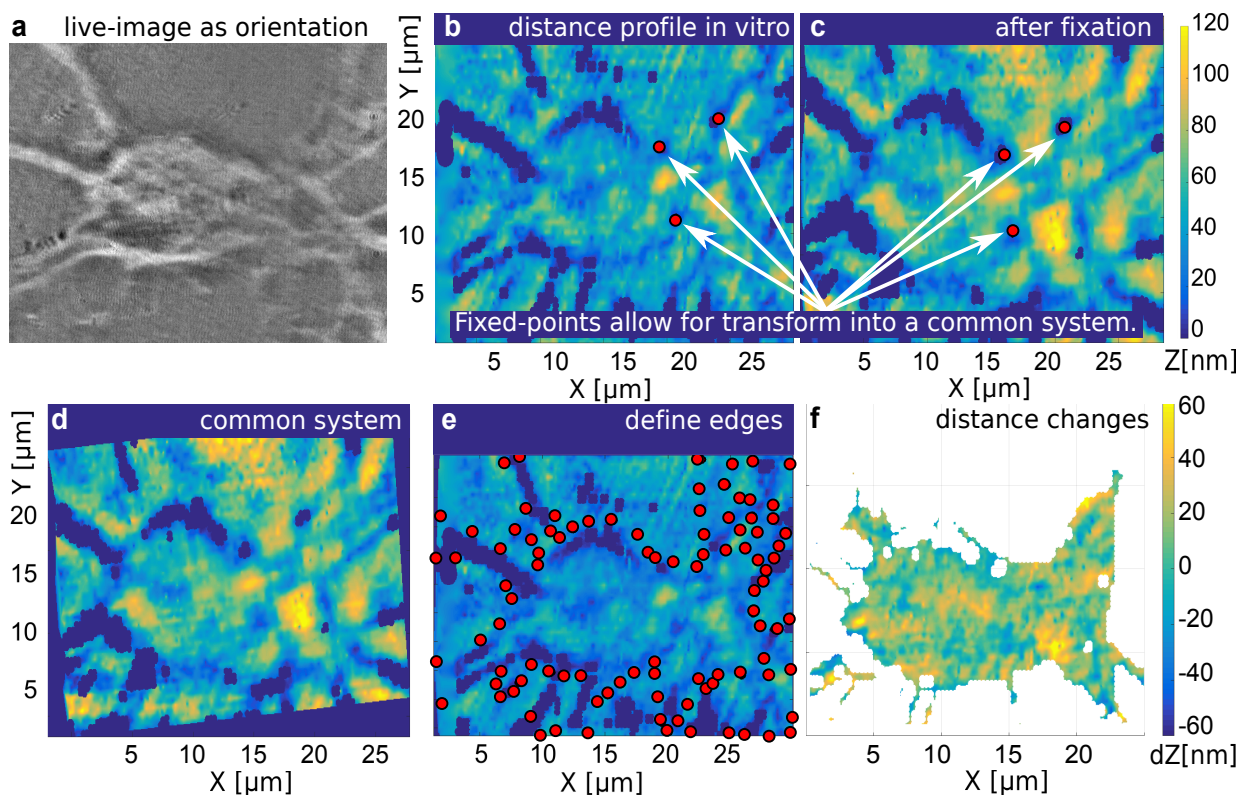 a live-image as orientation
b distance profile in vitro
c after fixation
Y [µm]
20
15
10
5
120
100
80
60
40
20
0
Z[nm]
Fixed-points allow for transform into a common system.
5 10 15 20 25
X [µm]
5 10 15 20 25
X [µm]
d common system
e define edges
f distance changes
Y [µm]
20
15
10
5
60
40
20
0
-20
-40
-60
dZ[nm]
5 10 15 20 25
X [µm]
5 10 15 20 25
X [µm]
5 10 15 20
X [µm]